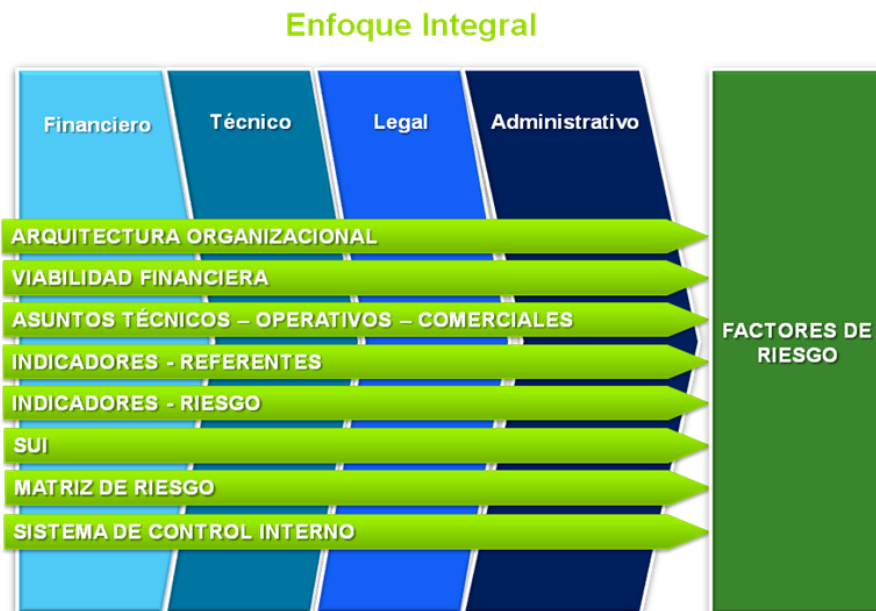 Enfoque Integral
Financiero
Técnico
Legal
Administrativo
ARQUITECTURA ORGANIZACIONAL
VIABILIDAD FINANCIERA
ASUNTOS TÉCNICOS – OPERATIVOS – COMERCIALES
INDICADORES - REFERENTES
INDICADORES - RIESGO
SUI
MATRIZ DE RIESGO
SISTEMA DE CONTROL INTERNO
FACTORES DE
RIESGO